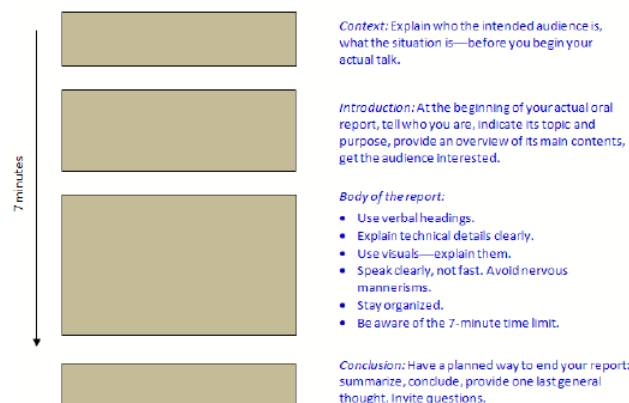 Context: Explain who the intended audience is,
what the situation is—before you begin your
actual talk.
Introduction: At the beginning of your actual oral
report, tell who you are, indicate its topic and
purpose, provide an overview of its main contents,
get the audience interested.
7 minutes
Body of the report:
• Use verbal headings.
• Explain technical details clearly.
• Use visuals—explain them.
• Speak clearly, not fast. Avoid nervous
mannerisms.
• Stay organized.
• Be aware of the 7-minute time limit.
Conclusion: Have a planned way to end your report:
summarize, conclude, provide one last general
thought. Invite questions.